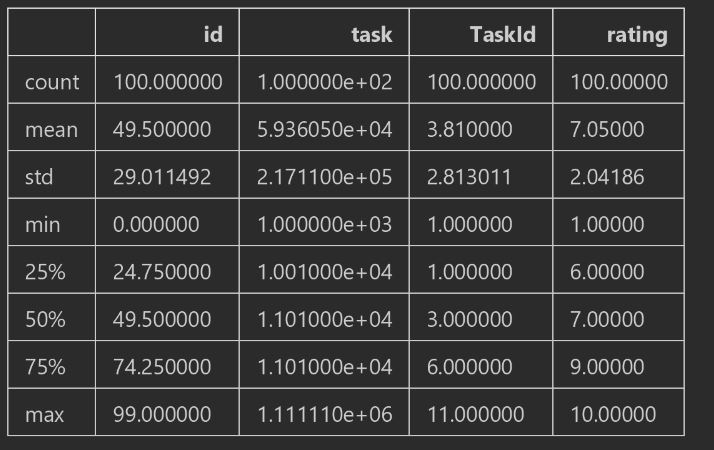 id task TaskId rating
count 100.000000 1.000000e+02 100.000000 100.00000
mean 49.500000 5.936050e+04 3.810000 7.05000
std 29.011492 2.171100e+05 2.813011 2.04186
min 0.000000 1.000000e+03 1.000000 1.00000
25% 24.750000 1.001000e+04 1.000000 6.00000
50% 49.500000 1.101000e+04 3.000000 7.00000
75% 74.250000 1.101000e+04 6.000000 9.00000
max 99.000000 1.111110e+06 11.000000 10.00000